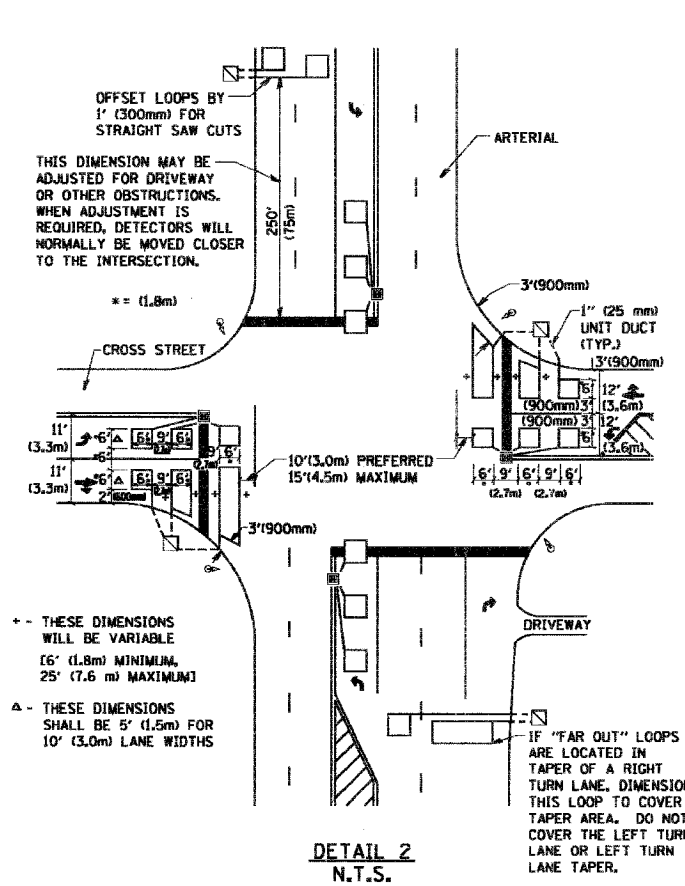 OFFSET LOOPS BY
1' (300mm) FOR
STRAIGHT SAW CUTS
ARTERIAL
THIS DIMENSION MAY BE
ADJUSTED FOR DRIVEWAY
OR OTHER OBSTRUCTIONS.
WHEN ADJUSTMENT IS
REQUIRED, DETECTORS WILL
NORMALLY BE MOVED CLOSER
TO THE INTERSECTION.
250'
(75m)
* = (1.8m)
3'(900mm)
1" (25 mm)
UNIT DUCT
(TYP.)
CROSS STREET
3'(900mm)
6'
12'
(3.6m)
(900mm)3'
(900mm)3'
12'
6'
(3.6m)
11'
(3.3m)
6' 9' 6'
9' 6'
(2.7m)
11'
(3.3m)
6' 9' 6'
2'
(600mm)
10'(3.0m) PREFERRED
15'(4.5m) MAXIMUM
6' 9' 6' 9' 6'
(2.7m) (2.7m)
3'(900mm)
+ - THESE DIMENSIONS
WILL BE VARIABLE
[6' (1.8m) MINIMUM,
25' (7.6 m) MAXIMUM]
DRIVEWAY
Δ - THESE DIMENSIONS
SHALL BE 5' (1.5m) FOR
10' (3.0m) LANE WIDTHS
IF "FAR OUT" LOOPS
ARE LOCATED IN
TAPER OF A RIGHT
TURN LANE, DIMENSIO
THIS LOOP TO COVER
TAPER AREA. DO NOT
COVER THE LEFT TUR
LANE OR LEFT TURN
LANE TAPER.
DETAIL 2
N.T.S.